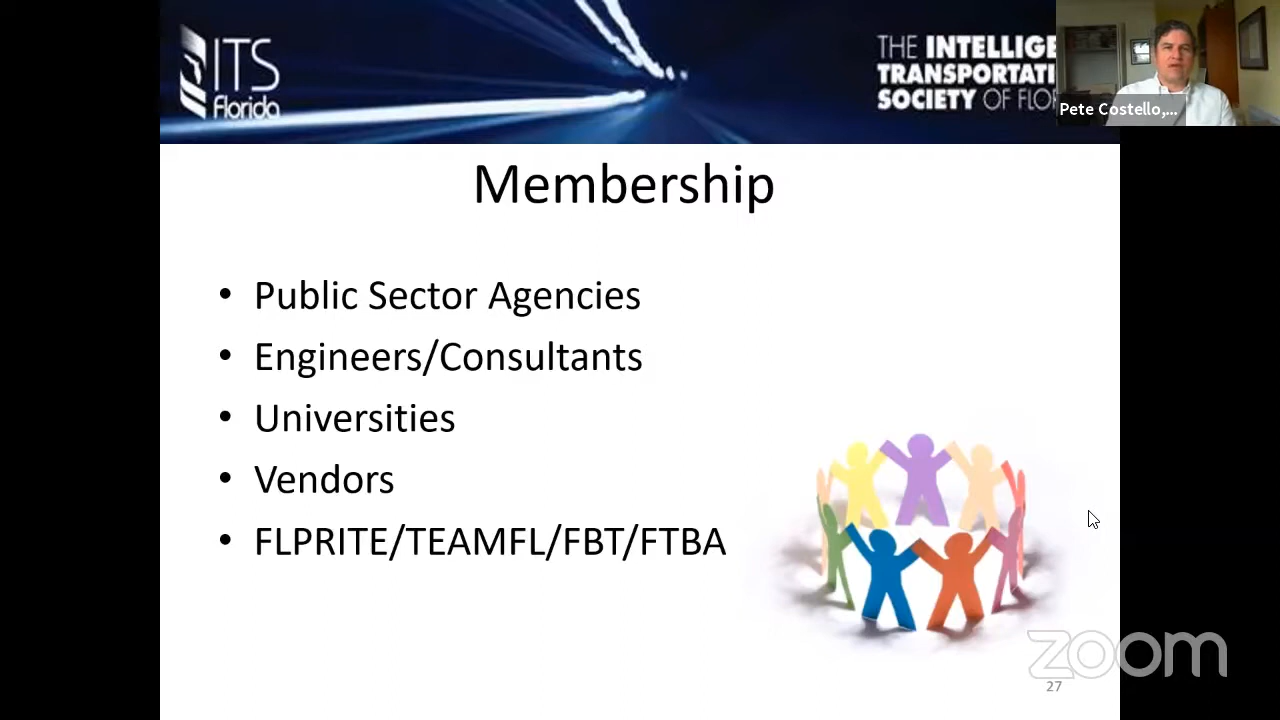 ITS
Florida
THE INTELLIGE
TRANSPORTATI
SOCIETY OF FLO
Pete Costello,...
Membership
• Public Sector Agencies
• Engineers/Consultants
• Universities
• Vendors
• FLPRITE/TEAMFL/FBT/FTBA
zoom
27